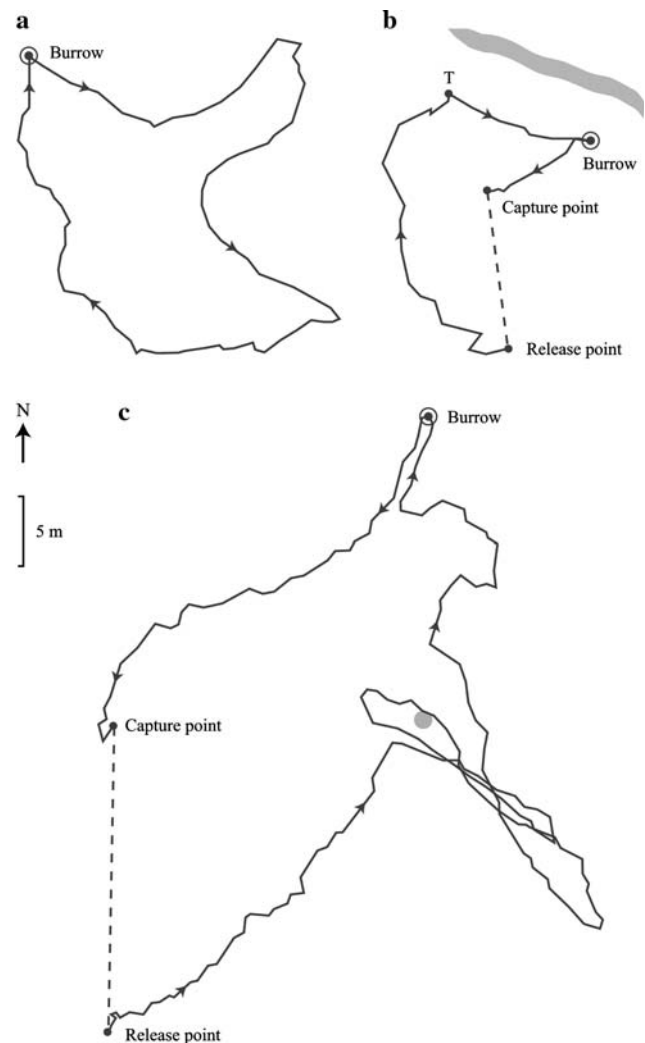 a
Burrow
b
T
Burrow
Capture point
Release point
c
N
Burrow
5 m
Capture point
Release point